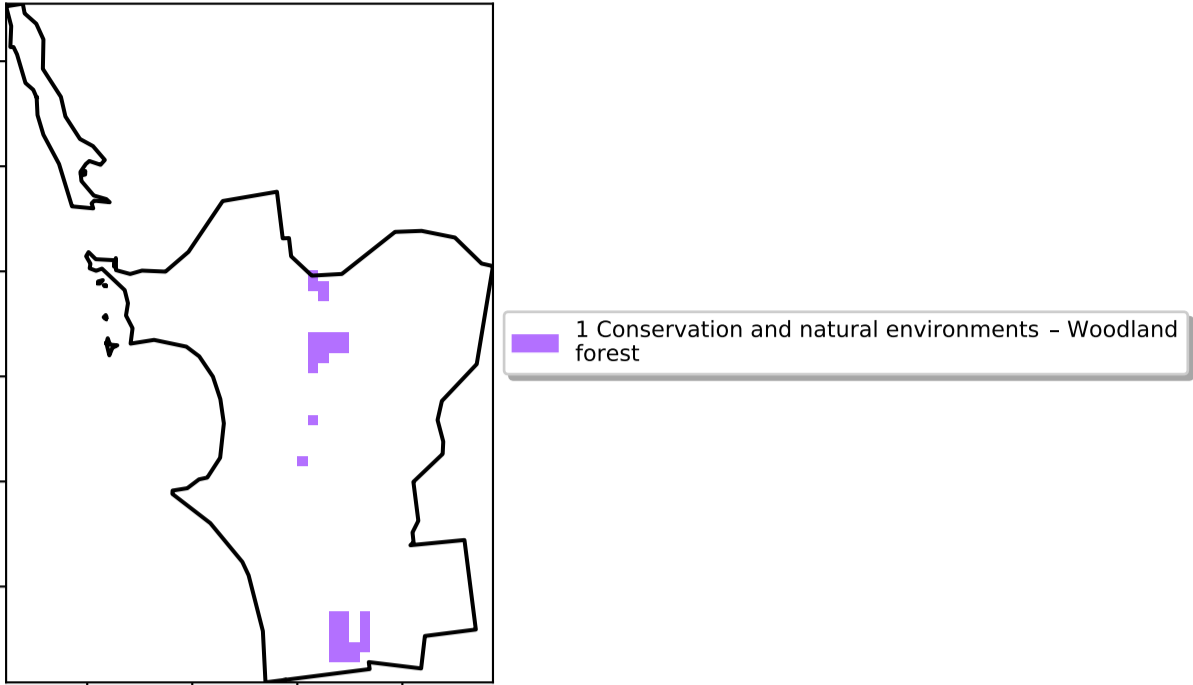 1 Conservation and natural environments – Woodland
forest